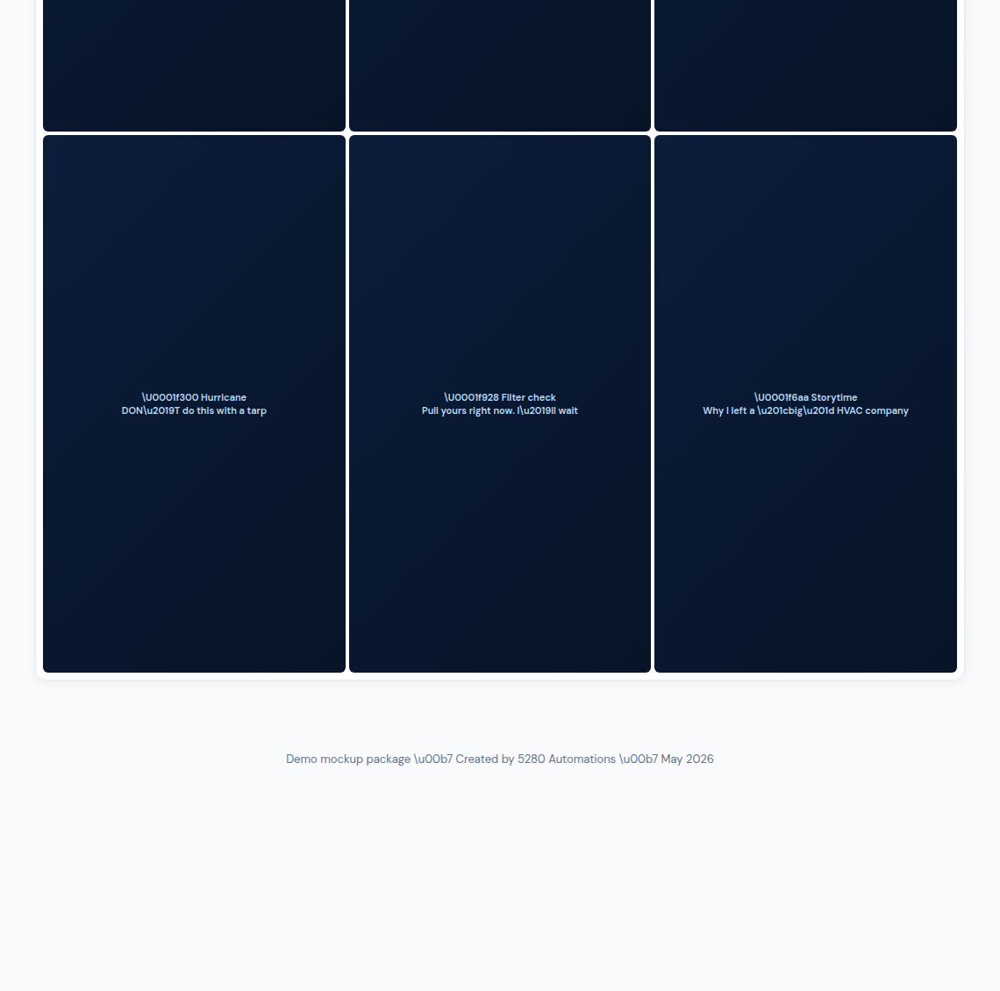 \U0001f300 Hurricane
DON\u2019T do this with a tarp
\U0001f928 Filter check
Pull yours right now. I\u2019ll wait
\U0001f6aa Storytime
Why I left a \u201cbig\u201d HVAC company
Demo mockup package \u00b7 Created by 5280 Automations \u00b7 May 2026